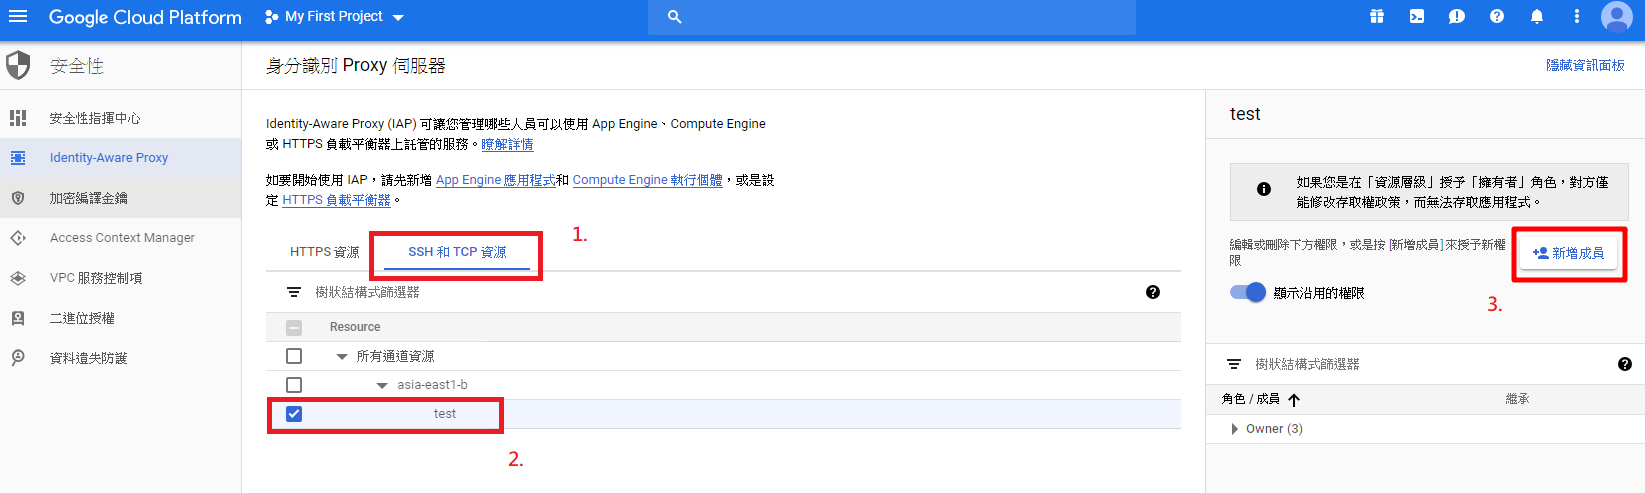 Google Cloud Platform
My First Project
安全性
身分識別 Proxy 伺服器
隱藏資訊面板
安全性指揮中心
Identity-Aware Proxy
加密編譯金鑰
Access Context Manager
VPC 服務控制項
二進位授權
資料遺失防護
Identity-Aware Proxy (IAP) 可讓您管理哪些人員可以使用 App Engine、Compute Engine
或 HTTPS 負載平衡器上託管的服務。瞭解詳情
如要開始使用 IAP，請先新增 App Engine 應用程式和 Compute Engine 執行個體，或是設
定 HTTPS 負載平衡器。
1.
HTTPS 資源
SSH 和 TCP 資源
樹狀結構式篩選器
Resource
所有通道資源
asia-east1-b
test
2.
test
如果您是在「資源層級」授予「擁有者」角色，對方僅
能修改存取權政策，而無法存取應用程式。
編輯或刪除下方權限，或是按 [新增成員] 來授予新權
限
新增成員
3.
顯示沿用的權限
樹狀結構式篩選器
角色 / 成員
繼承
Owner (3)